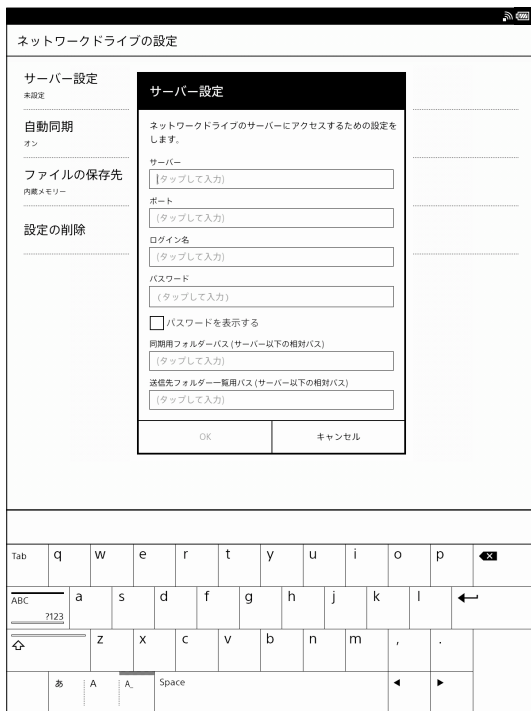 ネットワークドライブの設定
サーバー設定
未設定
自動同期
オン
ファイルの保存先
内蔵メモリー
設定の削除
サーバー設定
ネットワークドライブのサーバーにアクセスするための設定を
します。
サーバー
(タップして入力)
ポート
(タップして入力)
ログイン名
(タップして入力)
パスワード
(タップして入力)
パスワードを表示する
同期用フォルダーパス (サーバー以下の相対パス)
(タップして入力)
送信先フォルダー一覧用パス (サーバー以下の相対パス)
(タップして入力)
OK キャンセル
Tab q w e r t y u i o p
ABC ?123 a s d f g h j k l
z x c v b n m , .
あ A A_ Space